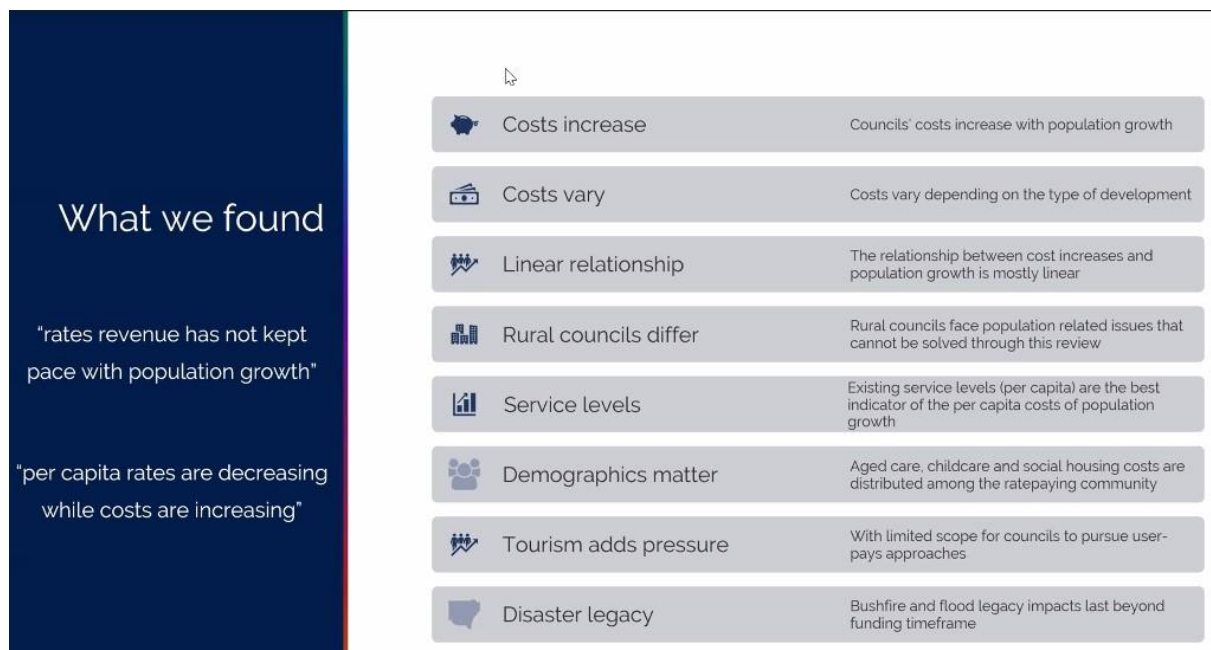 What we found
“rates revenue has not kept
pace with population growth”
“per capita rates are decreasing
while costs are increasing”
Costs increase
Councils' costs increase with population growth
Costs vary
Costs vary depending on the type of development
Linear relationship
The relationship between cost increases and
population growth is mostly linear
Rural councils differ
Rural councils face population related issues that
cannot be solved through this review
Service levels
Existing service levels (per capita) are the best
indicator of the per capita costs of population
growth
Demographics matter
Aged care, childcare and social housing costs are
distributed among the ratepaying community
Tourism adds pressure
With limited scope for councils to pursue user-
pays approaches
Disaster legacy
Bushfire and flood legacy impacts last beyond
funding timeframe